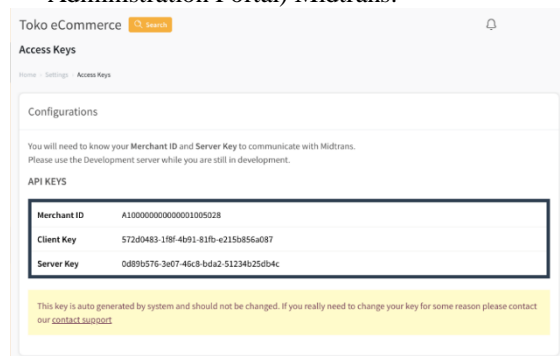 Administration Portal) Midtrans.
Toko eCommerce Search
Access Keys
Home - Settings - Access Keys
Configurations
You will need to know your Merchant ID and Server Key to communicate with Midtrans.
Please use the Development server while you are still in development.
API KEYS
Merchant ID A100000000000001005028
Client Key 572d0483-1f8f-4b91-81fb-e215b856a087
Server Key 0d89b576-3e07-46c8-bda2-51234b25db4c
This key is auto generated by system and should not be changed. If you really need to change your key for some reason please contact
our contact support